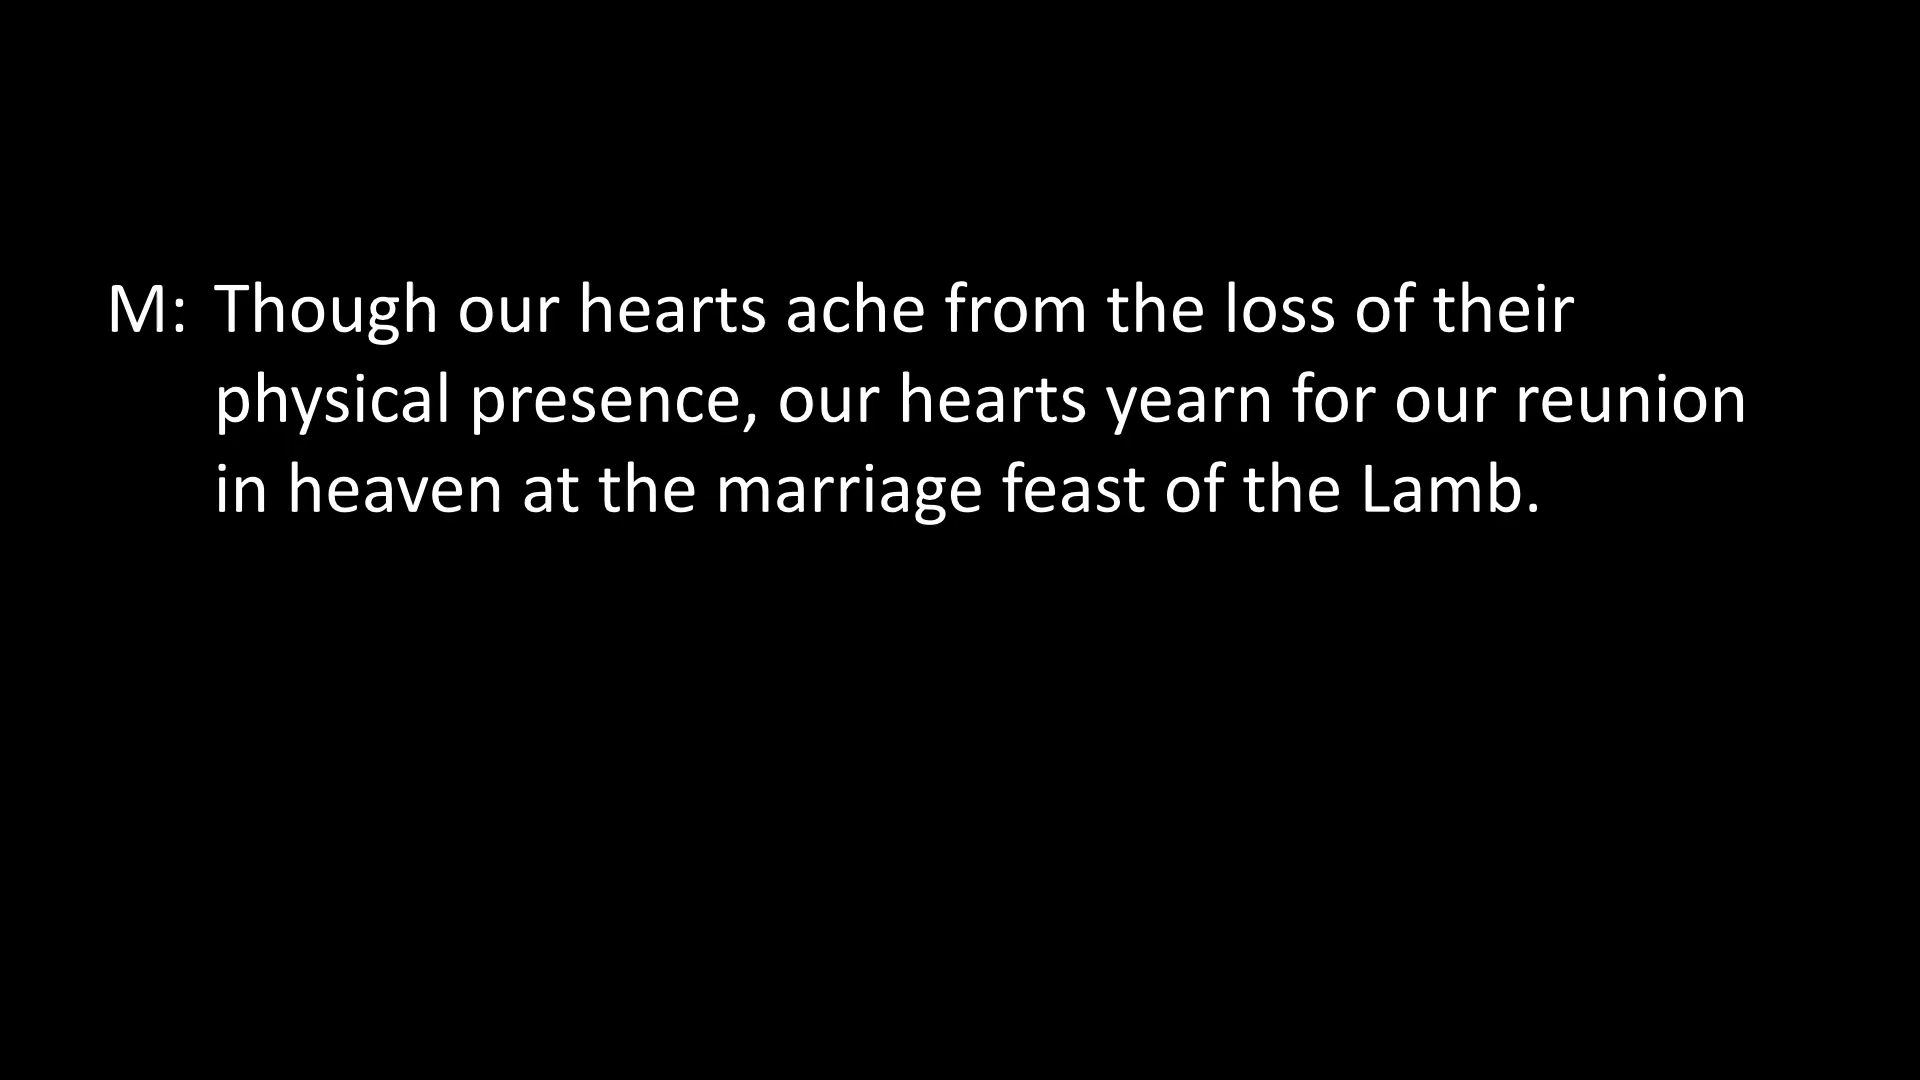 M: Though our hearts ache from the loss of their
physical presence, our hearts yearn for our reunion
in heaven at the marriage feast of the Lamb.